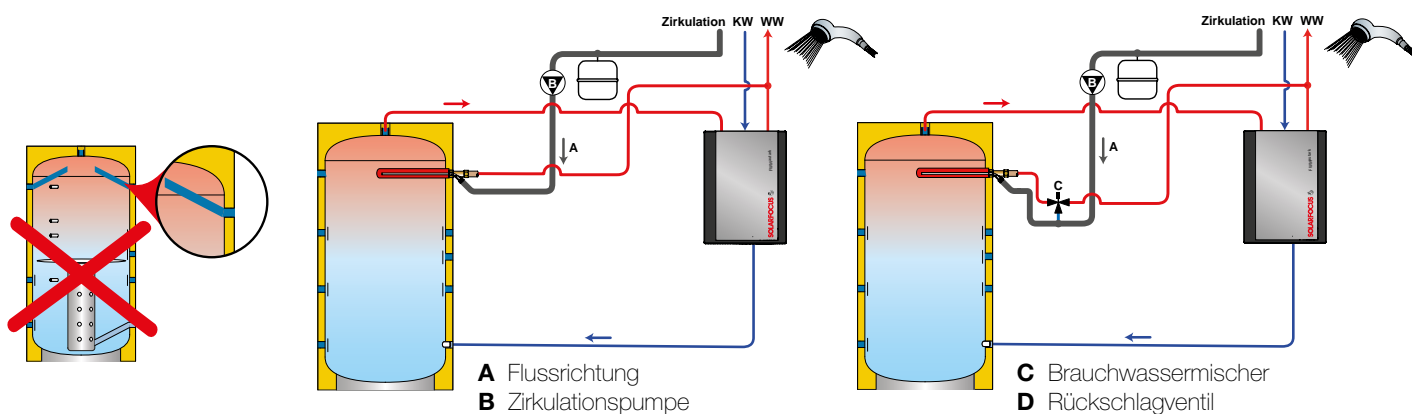 Zirkulation KW WW
B
A
SOLARFOCUS
A Flussrichtung
B Zirkulationspumpe
Zirkulation KW WW
B
A
C
SOLARFOCUS
C Brauchwassermischer
D Rückschlagventil